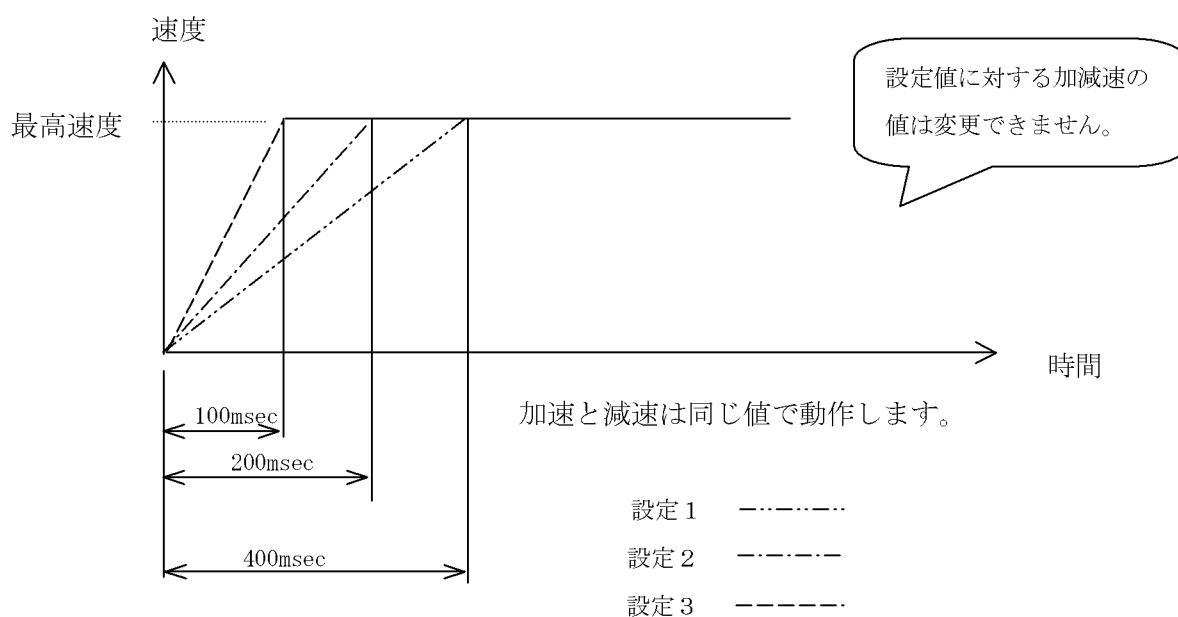 速度
設定値に対する加減速の
値は変更できません。
最高速度
時間
100msec
加速と減速は同じ値で動作します。
200msec
設定１
400msec
設定２
設定３